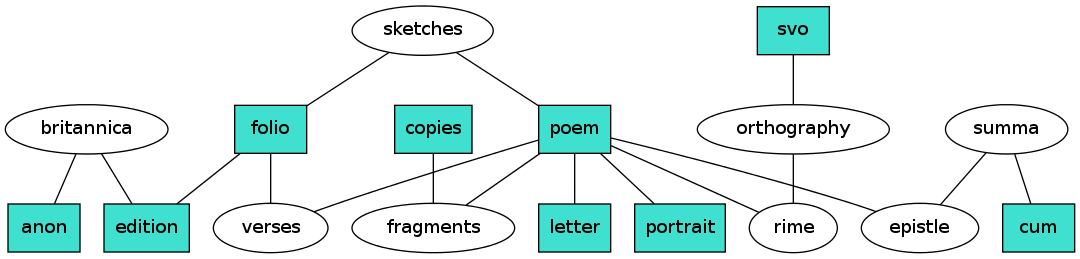 sketches
svo
britannica
folio
copies
poem
orthography
summa
anon
edition
verses
fragments
letter
portrait
rime
epistle
cum